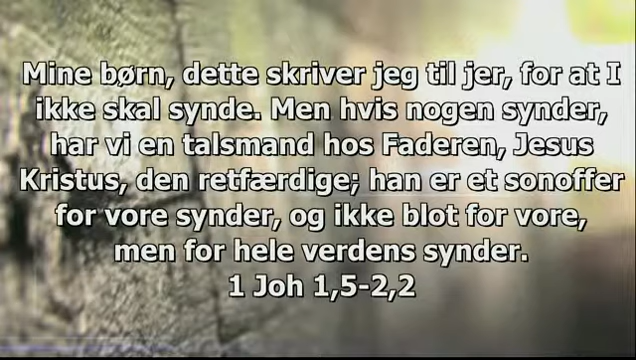 Mine børn, dette skriver jeg til jer, for at I
ikke skal synde. Men hvis nogen synder,
har vi en talsmand hos Faderen, Jesus
Kristus, den retfærdige; han er et sonoffer
for vore synder, og ikke blot for vore,
men for hele verdens synder.
1 Joh 1,5-2,2